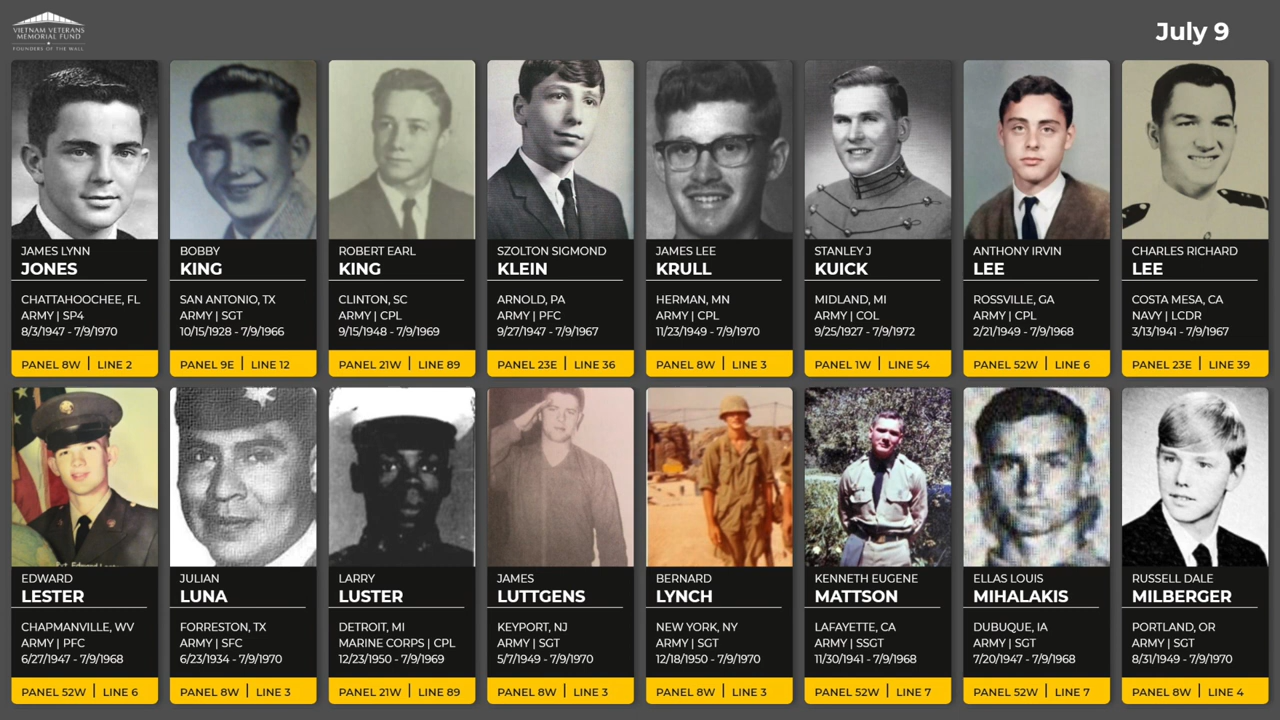 VIETNAM VETERANS
MEMORIAL FUND
FOUNDERS OF THE WALL
July 9
JAMES LYNN
JONES
CHATTAHOOCHEE, FL
ARMY | SP4
8/3/1947 - 7/9/1970
PANEL 8W | LINE 2
BOBBY
KING
SAN ANTONIO, TX
ARMY | SGT
10/15/1928 - 7/9/1966
PANEL 9E | LINE 12
ROBERT EARL
KING
CLINTON, SC
ARMY | CPL
9/15/1948 - 7/9/1969
PANEL 21W | LINE 89
SZOLTON SIGMOND
KLEIN
ARNOLD, PA
ARMY | PFC
9/27/1947 - 7/9/1967
PANEL 23E | LINE 36
JAMES LEE
KRULL
HERMAN, MN
ARMY | CPL
11/23/1949 - 7/9/1970
PANEL 8W | LINE 3
STANLEY J
KUICK
MIDLAND, MI
ARMY | COL
9/25/1927 - 7/9/1972
PANEL 1W | LINE 54
ANTHONY IRVIN
LEE
ROSSVILLE, GA
ARMY | CPL
2/21/1949 - 7/9/1968
PANEL 52W | LINE 6
CHARLES RICHARD
LEE
COSTA MESA, CA
NAVY | LCDR
3/13/1941 - 7/9/1967
PANEL 23E | LINE 39
EDWARD
LESTER
CHAPMANVILLE, WV
ARMY | PFC
6/27/1947 - 7/9/1968
PANEL 52W | LINE 6
JULIAN
LUNA
FORRESTON, TX
ARMY | SFC
6/23/1934 - 7/9/1970
PANEL 8W | LINE 3
LARRY
LUSTER
DETROIT, MI
MARINE CORPS | CPL
12/23/1950 - 7/9/1969
PANEL 21W | LINE 89
JAMES
LUTTGENS
KEYPORT, NJ
ARMY | SGT
5/7/1949 - 7/9/1970
PANEL 8W | LINE 3
BERNARD
LYNCH
NEW YORK, NY
ARMY | SGT
12/18/1950 - 7/9/1970
PANEL 8W | LINE 3
KENNETH EUGENE
MATTSON
LAFAYETTE, CA
ARMY | SSGT
11/30/1941 - 7/9/1968
PANEL 52W | LINE 7
ELLAS LOUIS
MIHALAKIS
DUBUQUE, IA
ARMY | SGT
7/20/1947 - 7/9/1968
PANEL 52W | LINE 7
RUSSELL DALE
MILBERGER
PORTLAND, OR
ARMY | SGT
8/31/1949 - 7/9/1970
PANEL 8W | LINE 4